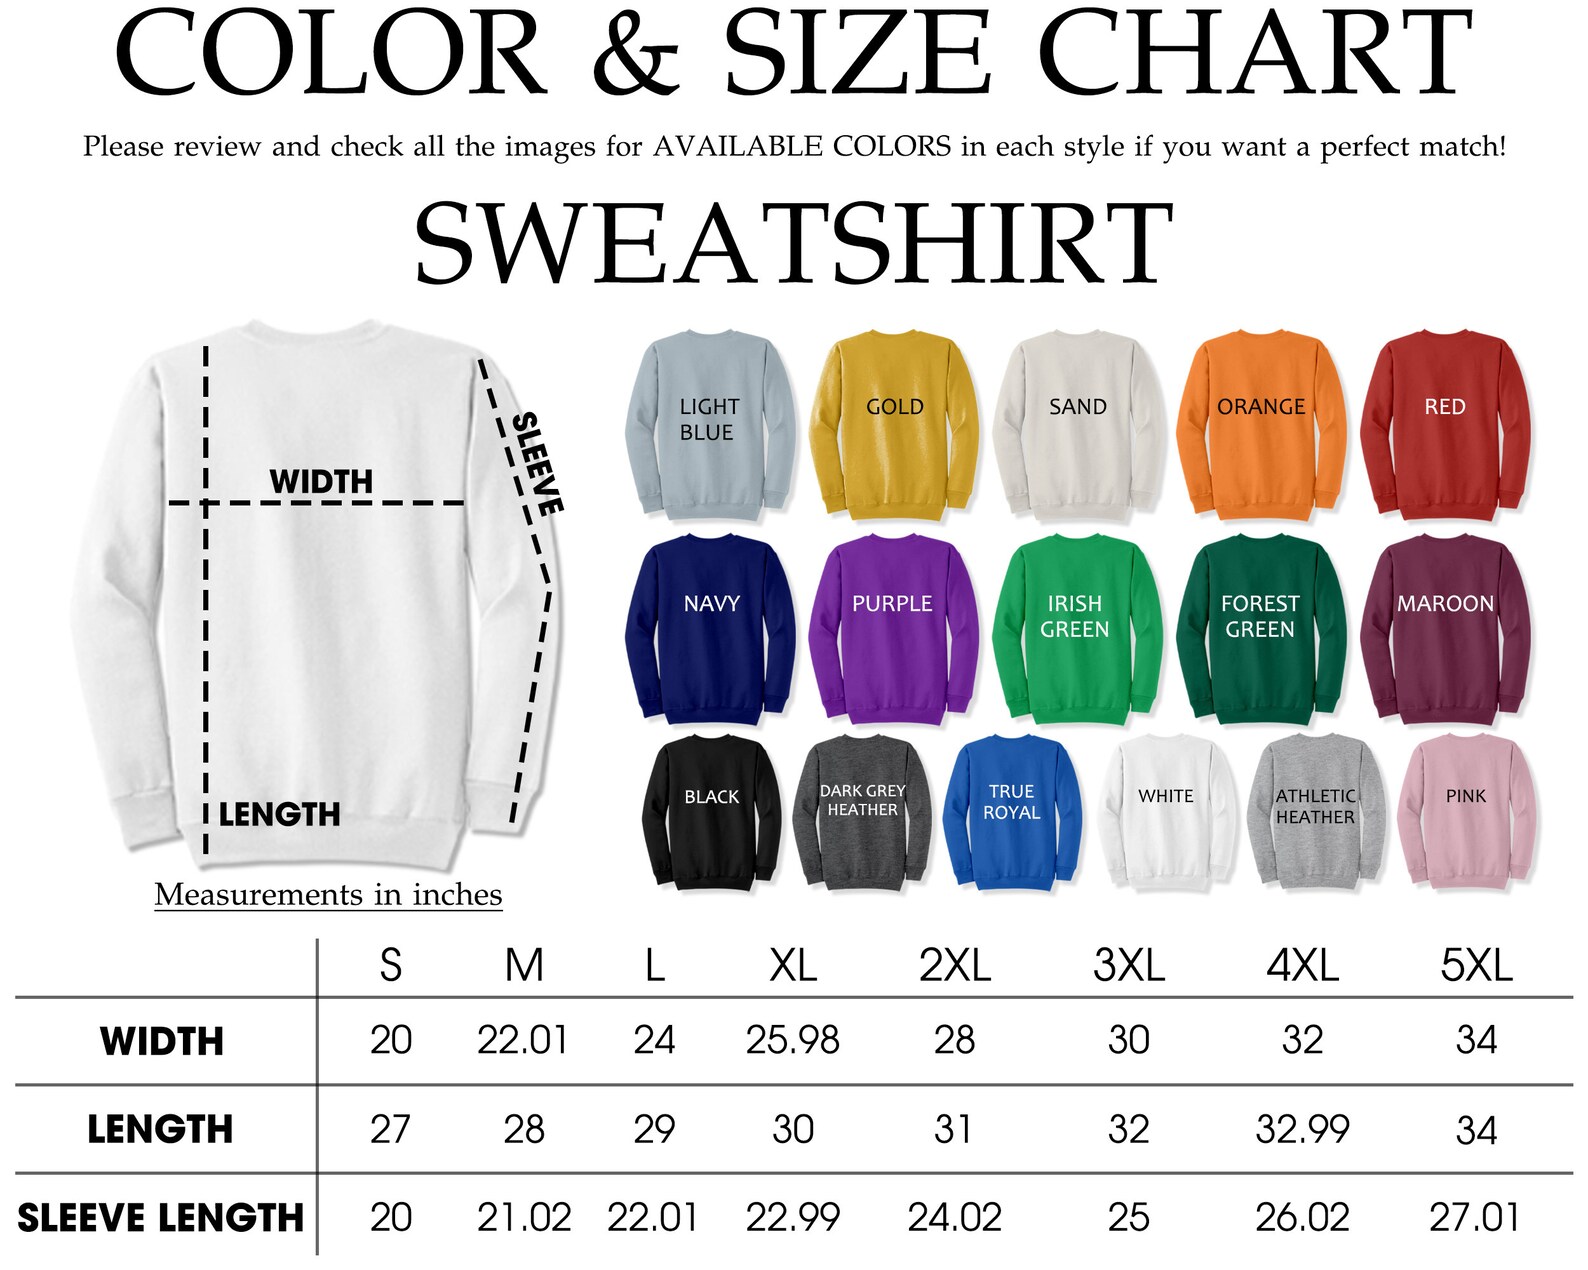 COLOR & SIZE CHART
Please review and check all the images for AVAILABLE COLORS in each style if you want a perfect match!
SWEATSHIRT
WIDTH
SLEEVE
LENGTH
Measurements in inches
LIGHT
BLUE
GOLD
SAND
ORANGE
RED
NAVY
PURPLE
IRISH
GREEN
FOREST
GREEN
MAROON
BLACK
DARK GREY
HEATHER
TRUE
ROYAL
WHITE
ATHLETIC
HEATHER
PINK
S M L XL 2XL 3XL 4XL 5XL
WIDTH 20 22.01 24 25.98 28 30 32 34
LENGTH 27 28 29 30 31 32 32.99 34
SLEEVE LENGTH 20 21.02 22.01 22.99 24.02 25 26.02 27.01